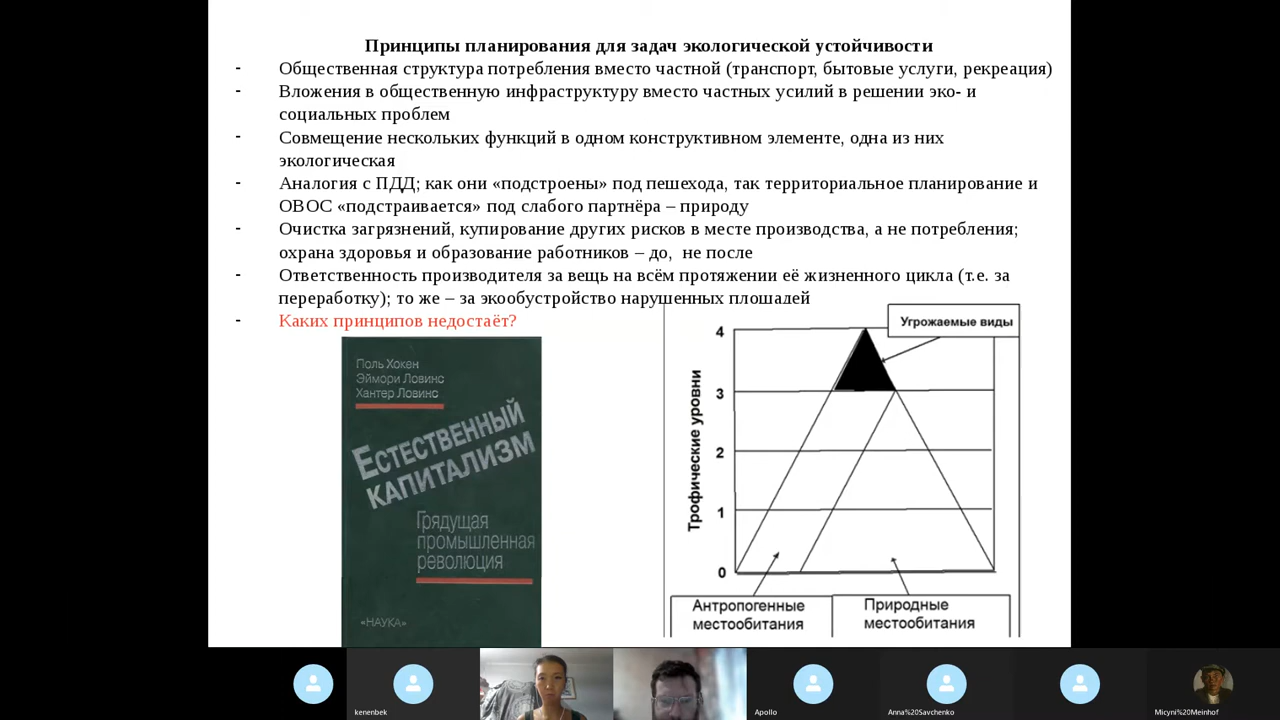 Принципы планирования для задач экологической устойчивости
- Общественная структура потребления вместо частной (транспорт, бытовые услуги, рекреация)
- Вложения в общественную инфраструктуру вместо частных усилий в решении эко- и
социальных проблем
- Совмещение нескольких функций в одном конструктивном элементе, одна из них
экологическая
- Аналогия с ПДД; как они «подстроены» под пешехода, так территориальное планирование и
ОВОС «подстраивается» под слабого партнёра – природу
- Очистка загрязнений, купирование других рисков в месте производства, а не потребления;
охрана здоровья и образование работников – до, не после
- Ответственность производителя за вещь на всём протяжении её жизненного цикла (т.е. за
переработку); то же – за экообустройство нарушенных площадей
- Каких принципов недостаёт?
Поль Хокен
Эймори Ловинс
Хантер Ловинс
Естественный
капитализм
Грядущая
промышленная
революция
«НАУКА»
Угрожаемые виды
Трофические уровни
4
3
2
1
0
Антропогенные
местообитания
Природные
местообитания
kenenbek
Apollo
Anna%20Savchenko
Micyni%20Meinhof